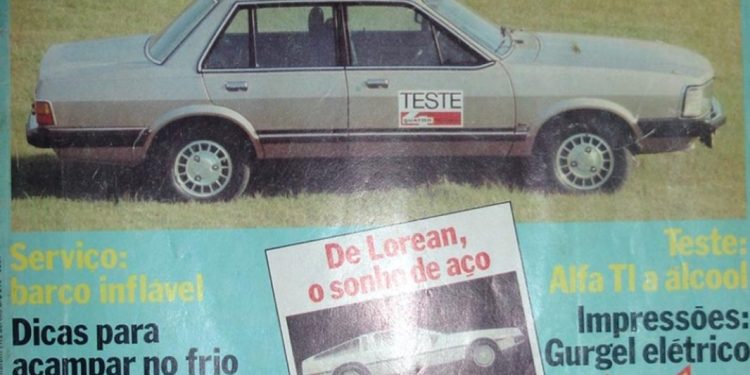 TESTE
Serviço:
barco inflável
Dicas para
acampar no frio
De Lorean,
o sonho de aço
Teste:
Alfa TI a álcool
Impressões:
Gurgel elétrico